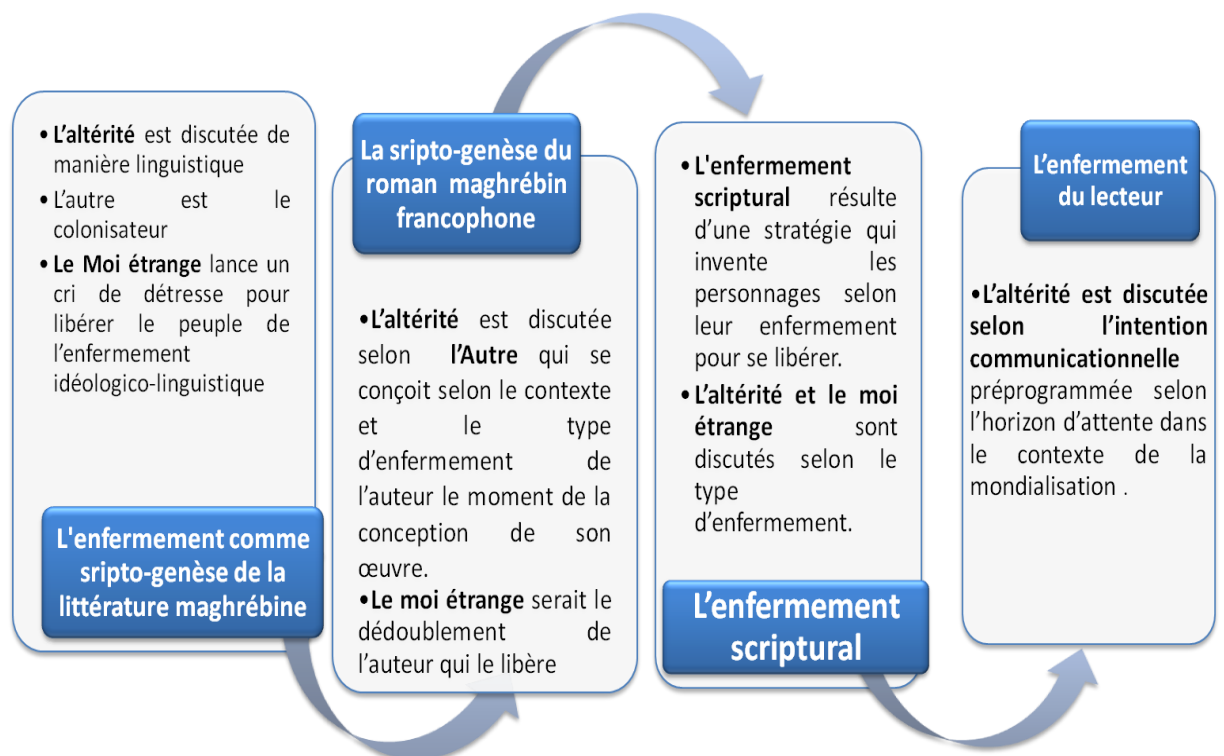 •L’altérité est discutée de
manière linguistique
•L’autre est le
colonisateur
•Le Moi étrange lance un
cri de détresse pour
libérer le peuple de
l’enfermement
idéologico-linguistique
L'enfermement comme
sripto-genèse de la
littérature maghrébine
La sripto-genèse du
roman maghrébin
francophone
•L’altérité est discutée
selon l’Autre qui se
conçoit selon le contexte
et le type
d’enfermement de
l’auteur le moment de la
conception de son
œuvre.
•Le moi étrange serait le
dédoublement de
l’auteur qui le libère
•L'enfermement
scriptural résulte
d’une stratégie qui
invente les
personnages selon
leur enfermement
pour se libérer.
•L’altérité et le moi
étrange sont
discutés selon le
type
d’enfermement.
L’enfermement
scriptural
L’enfermement
du lecteur
•L’altérité est discutée
selon l’intention
communicationnelle
préprogrammée selon
l’horizon d’attente dans
le contexte de la
mondialisation .